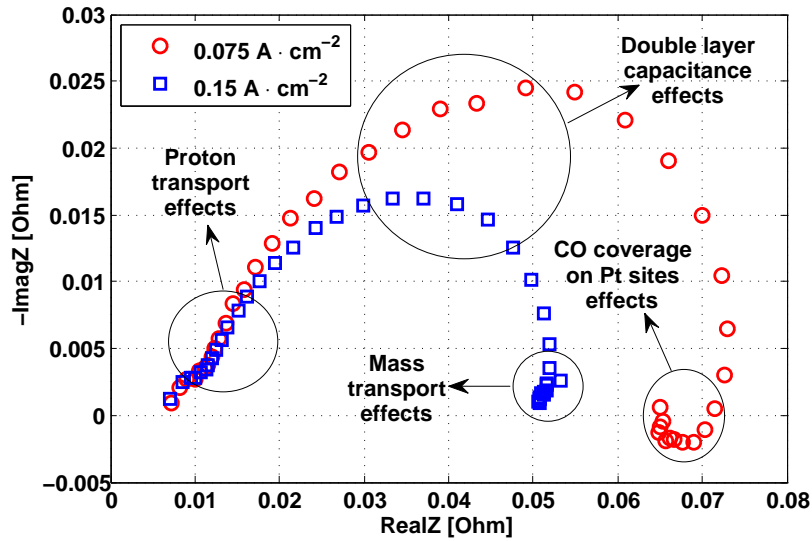 0.03
0.025
0.02
0.015
0.01
0.005
0
−0.005
−ImagZ [Ohm]
0.075 A · cm−2
0.15 A · cm−2
Double layer
capacitance
effects
Proton
transport
effects
CO coverage
on Pt sites
effects
Mass
transport
effects
0 0.01 0.02 0.03 0.04 0.05 0.06 0.07 0.08
RealZ [Ohm]